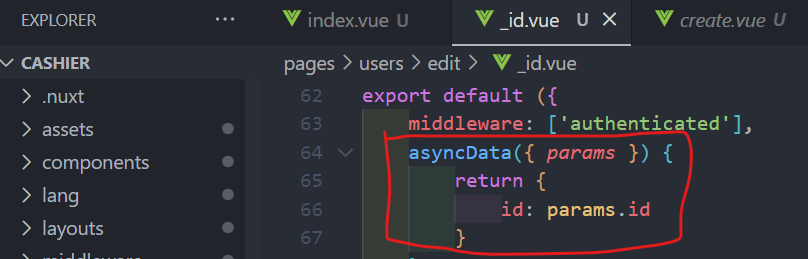 EXPLORER ...
index.vue U
_id.vue U
create.vue U
CASHIER
pages > users > edit > _id.vue
.nuxt
assets
components
lang
layouts
62 export default ({
63 middleware: ['authenticated'],
64 asyncData({ params }) {
65 return {
66 id: params.id
67 }